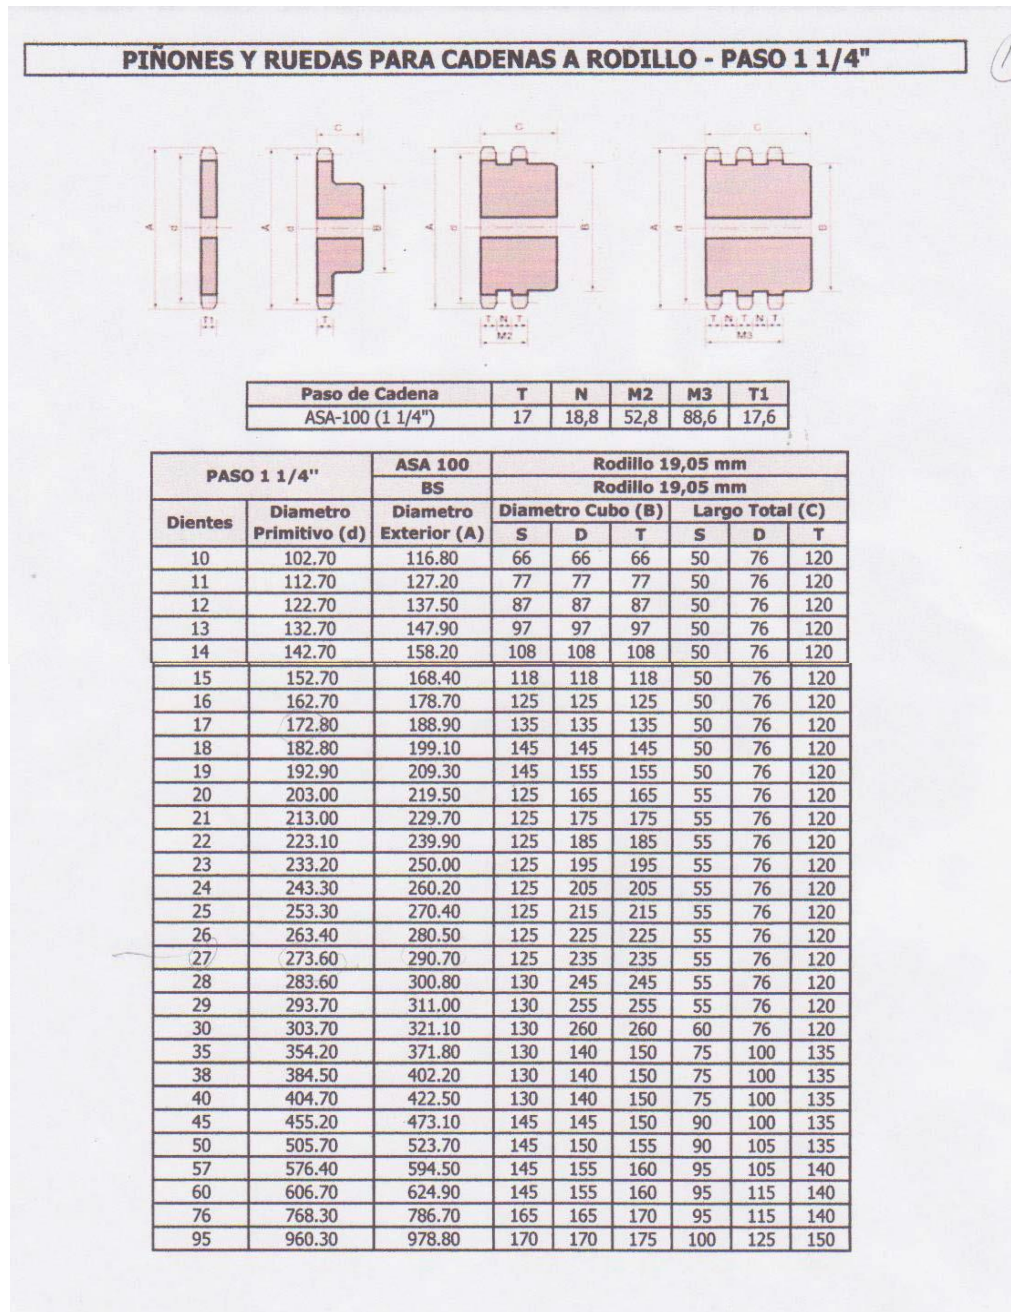 PIÑONES Y RUEDAS PARA CADENAS A RODILLO - PASO 1 1/4"
C C C
A d A d B A d B A d B
T1 T T N T T N T N T
M2 M3
Paso de Cadena T N M2 M3 T1
ASA-100 (1 1/4") 17 18,8 52,8 88,6 17,6
PASO 1 1/4" ASA 100 Rodillo 19,05 mm
BS Rodillo 19,05 mm
Dientes Diametro Primitivo (d) Diametro Exterior (A) Diametro Cubo (B) Largo Total (C)
S D T S D T
10 102.70 116.80 66 66 66 50 76 120
11 112.70 127.20 77 77 77 50 76 120
12 122.70 137.50 87 87 87 50 76 120
13 132.70 147.90 97 97 97 50 76 120
14 142.70 158.20 108 108 108 50 76 120
15 152.70 168.40 118 118 118 50 76 120
16 162.70 178.70 125 125 125 50 76 120
17 172.80 188.90 135 135 135 50 76 120
18 182.80 199.10 145 145 145 50 76 120
19 192.90 209.30 145 155 155 50 76 120
20 203.00 219.50 125 165 165 55 76 120
21 213.00 229.70 125 175 175 55 76 120
22 223.10 239.90 125 185 185 55 76 120
23 233.20 250.00 125 195 195 55 76 120
24 243.30 260.20 125 205 205 55 76 120
25 253.30 270.40 125 215 215 55 76 120
26 263.40 280.50 125 225 225 55 76 120
27 273.60 290.70 125 235 235 55 76 120
28 283.60 300.80 130 245 245 55 76 120
29 293.70 311.00 130 255 255 55 76 120
30 303.70 321.10 130 260 260 60 76 120
35 354.20 371.80 130 140 150 75 100 135
38 384.50 402.20 130 140 150 75 100 135
40 404.70 422.50 130 140 150 75 100 135
45 455.20 473.10 145 145 150 90 100 135
50 505.70 523.70 145 150 155 90 105 135
57 576.40 594.50 145 155 160 95 105 140
60 606.70 624.90 145 155 160 95 115 140
76 768.30 786.70 165 165 170 95 115 140
95 960.30 978.80 170 170 175 100 125 150